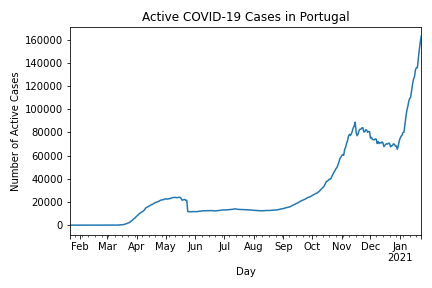 Active COVID-19 Cases in Portugal
160000
140000
120000
100000
80000
60000
40000
20000
0
Number of Active Cases
Feb Mar Apr May Jun Jul Aug Sep Oct Nov Dec Jan
2021
Day